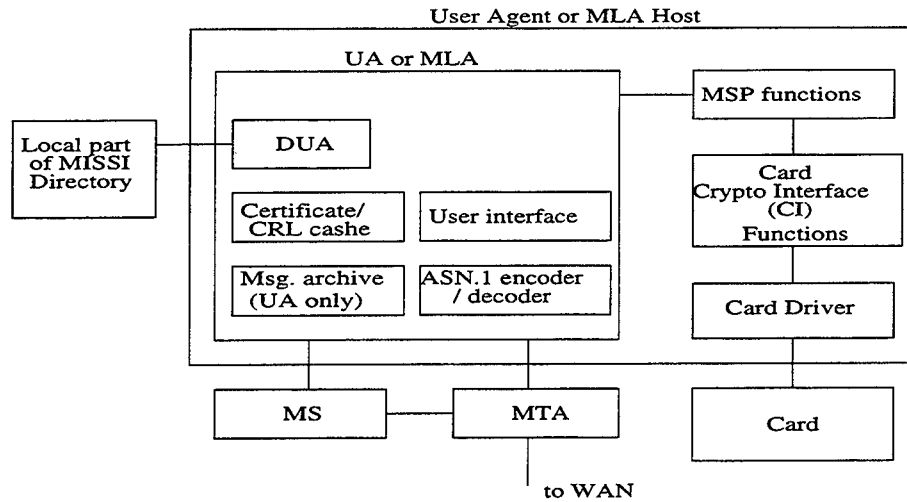 User Agent or MLA Host
UA or MLA
MSP functions
Local part
of MISSI
Directory
DUA
Card
Crypto Interface
(CI)
Functions
Certificate/
CRL cashe
User interface
Msg. archive
(UA only)
ASN.1 encoder
/ decoder
Card Driver
MS
MTA
Card
to WAN